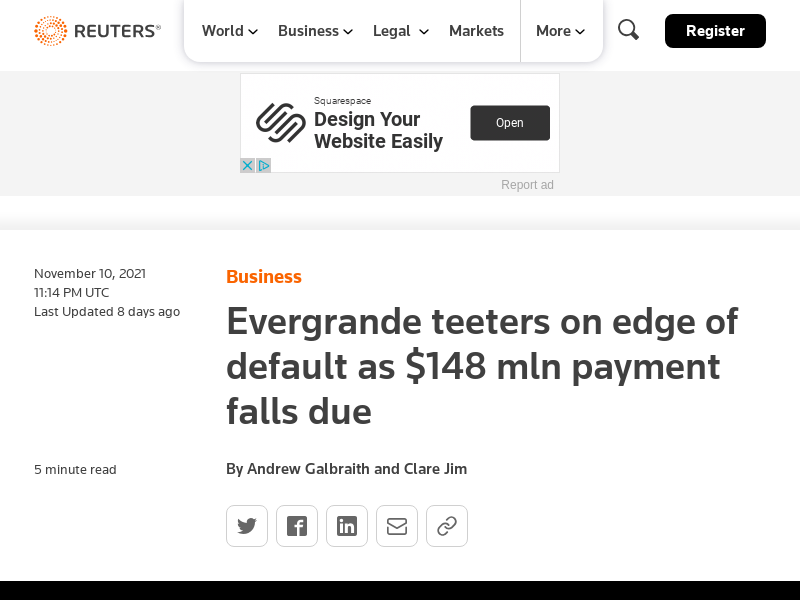 REUTERS®
World
Business
Legal
Markets
More
Register
Squarespace
Design Your
Website Easily
Open
Report ad
November 10, 2021
11:14 PM UTC
Last Updated 8 days ago
Business
Evergrande teeters on edge of
default as $148 mln payment
falls due
5 minute read
By Andrew Galbraith and Clare Jim